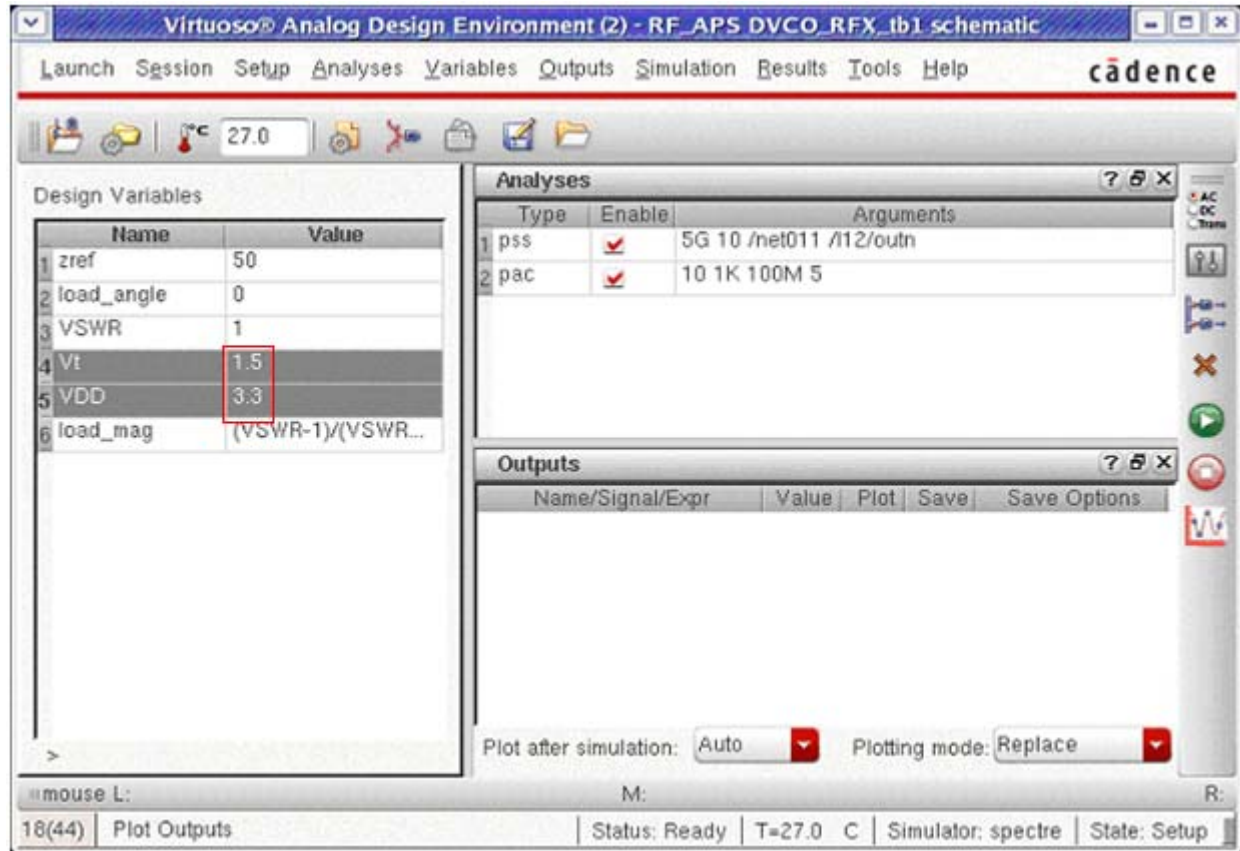 Virtuoso® Analog Design Environment (2) - RF_APS DVCO_RFX_tb1 schematic
Launch Session Setup Analyses Variables Outputs Simulation Results Tools Help cādence
°C 27.0
Design Variables
Name Value
1 zref 50
2 load_angle 0
3 VSWR 1
4 Vt 1.5
5 VDD 3.3
6 load_mag (VSWR-1)/(VSWR...
>
Analyses ? X
Type Enable Arguments
1 pss 5G 10 /net011 /I12/outn
2 pac 10 1K 100M 5
Outputs ? X
Name/Signal/Expr Value Plot Save Save Options
Plot after simulation: Auto Plotting mode: Replace
AC
DC
Trans
mouse L: M: R:
18(44) Plot Outputs Status: Ready T=27.0 C Simulator: spectre State: Setup